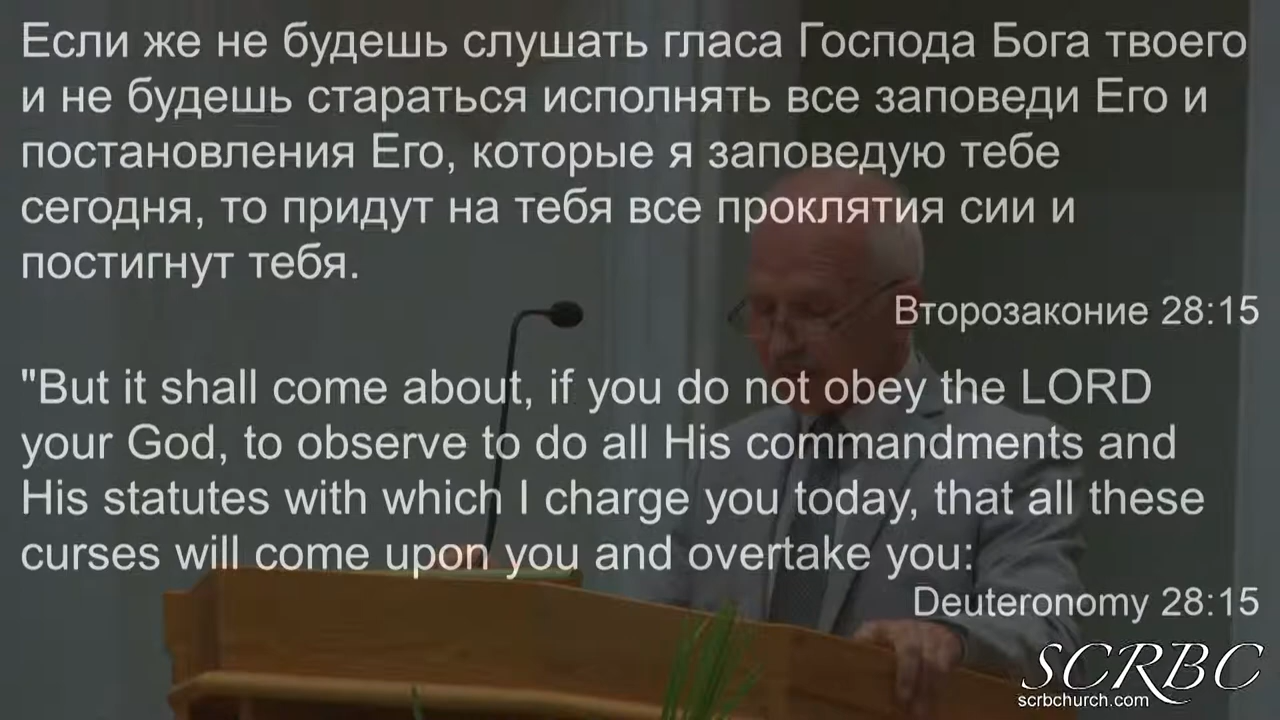 Если же не будешь слушать гласа Господа Бога твоего
и не будешь стараться исполнять все заповеди Его и
постановления Его, которые я заповедую тебе
сегодня, то придут на тебя все проклятия сии и
постигнут тебя.
Второзаконие 28:15
"But it shall come about, if you do not obey the LORD
your God, to observe to do all His commandments and
His statutes with which I charge you today, that all these
curses will come upon you and overtake you:
Deuteronomy 28:15
SCRBC
scrbchurch.com